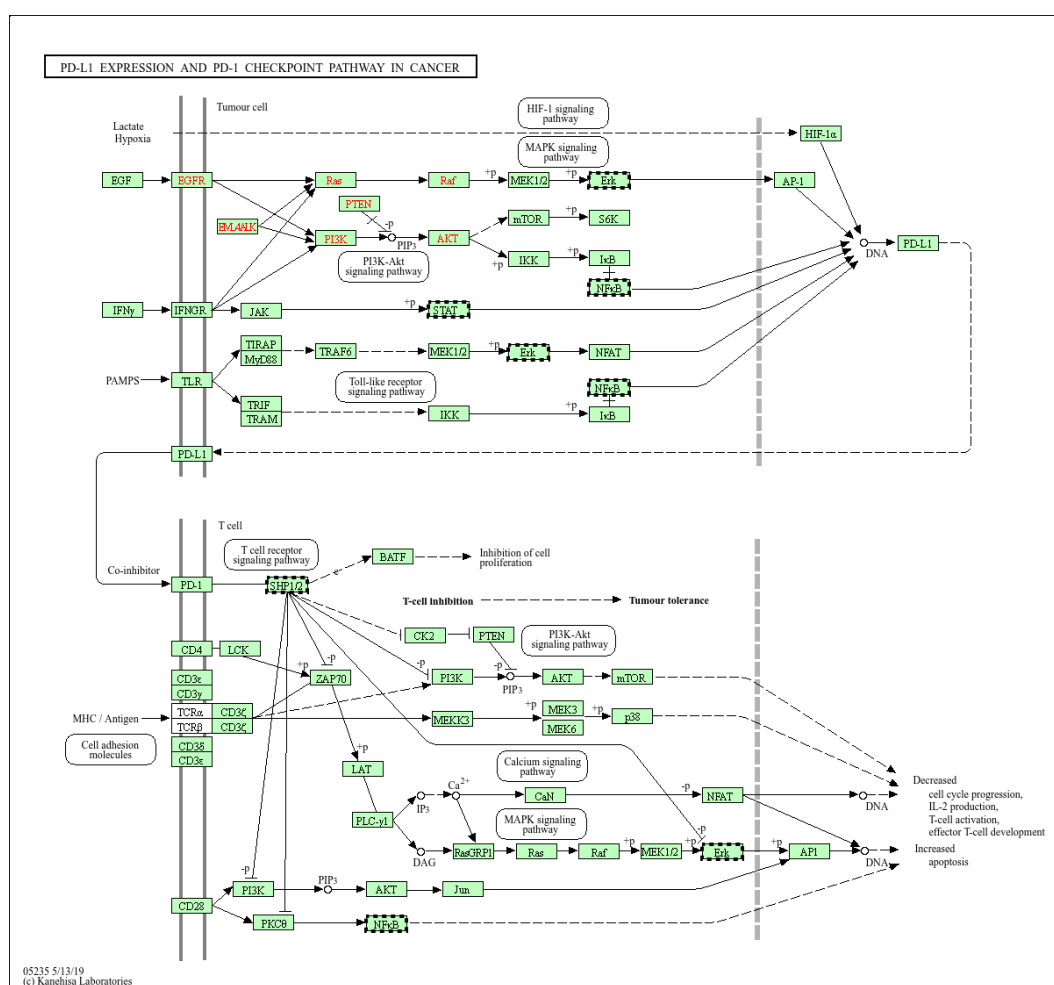 PD-L1 EXPRESSION AND PD-1 CHECKPOINT PATHWAY IN CANCER
Tumour cell
HIF-1 signaling
pathway
Lactate
Hypoxia
HIF-1α
MAPK signaling
pathway
EGF
EGFR
Ras
Raf
+p
MEK1/2
+p
Erk
AP-1
PTEN
-p
EML4ALK
PI3K
PIP3
AKT
mTOR
S6K
DNA
PD-L1
PI3K-Akt
signaling pathway
+p
IKK
+p
IκB
NFκB
IFNγ
IFNGR
JAK
+p
STAT
TIRAP
MyD88
TRAF6
MEK1/2
+p
Erk
+p
NFAT
PAMPS
TLR
Toll-like receptor
signaling pathway
NFκB
TRIF
TRAM
IKK
+p
IκB
PD-L1
T cell
T cell receptor
signaling pathway
BATF
Inhibition of cell
proliferation
Co-inhibitor
PD-1
SHP1/2
e
T-cell inhibition
Tumour tolerance
CK2
PTEN
PI3K-Akt
signaling pathway
CD4
LCK
+p
-p
ZAP70
-p
PI3K
-p
PIP3
AKT
mTOR
CD3ε
CD3γ
MHC / Antigen
TCRα
CD3ζ
TCRβ
CD3ζ
MEKK3
+p
MEK3
MEK6
+p
p38
Cell adhesion
molecules
CD3δ
CD3ε
+p
LAT
Calcium signaling
pathway
Ca2+
IP3
CaN
-p
NFAT
DNA
Decreased
cell cycle progression,
IL-2 production,
T-cell activation,
effector T-cell development
PLC-γ1
MAPK signaling
pathway
DAG
RasGRP1
Ras
Raf
+p
MEK1/2
+p
-p
Erk
+p
AP1
DNA
Increased
apoptosis
-p
PI3K
PIP3
AKT
Jun
CD28
PKCθ
NFκB
05235 5/13/19
(c) Kanehisa Laboratories